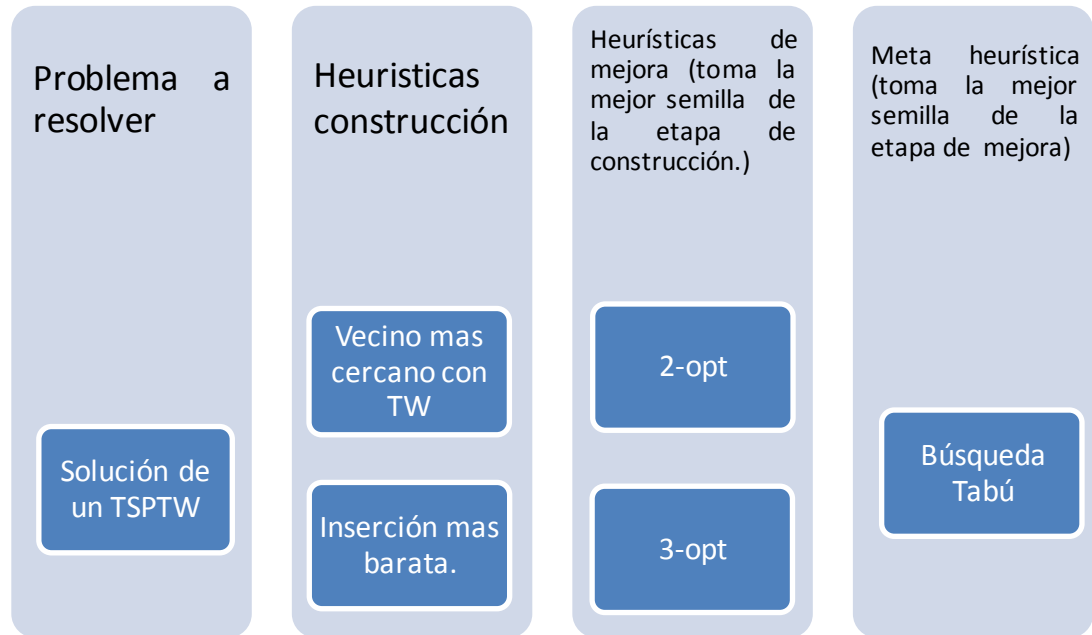 Problema a
resolver
Solución de
un TSPTW
Heuristicas
construcción
Vecino mas
cercano con
TW
Inserción mas
barata.
Heurísticas de
mejora (toma la
mejor semilla de
la etapa de
construcción.)
2-opt
3-opt
Meta heurística
(toma la mejor
semilla de la
etapa de mejora)
Búsqueda
Tabú